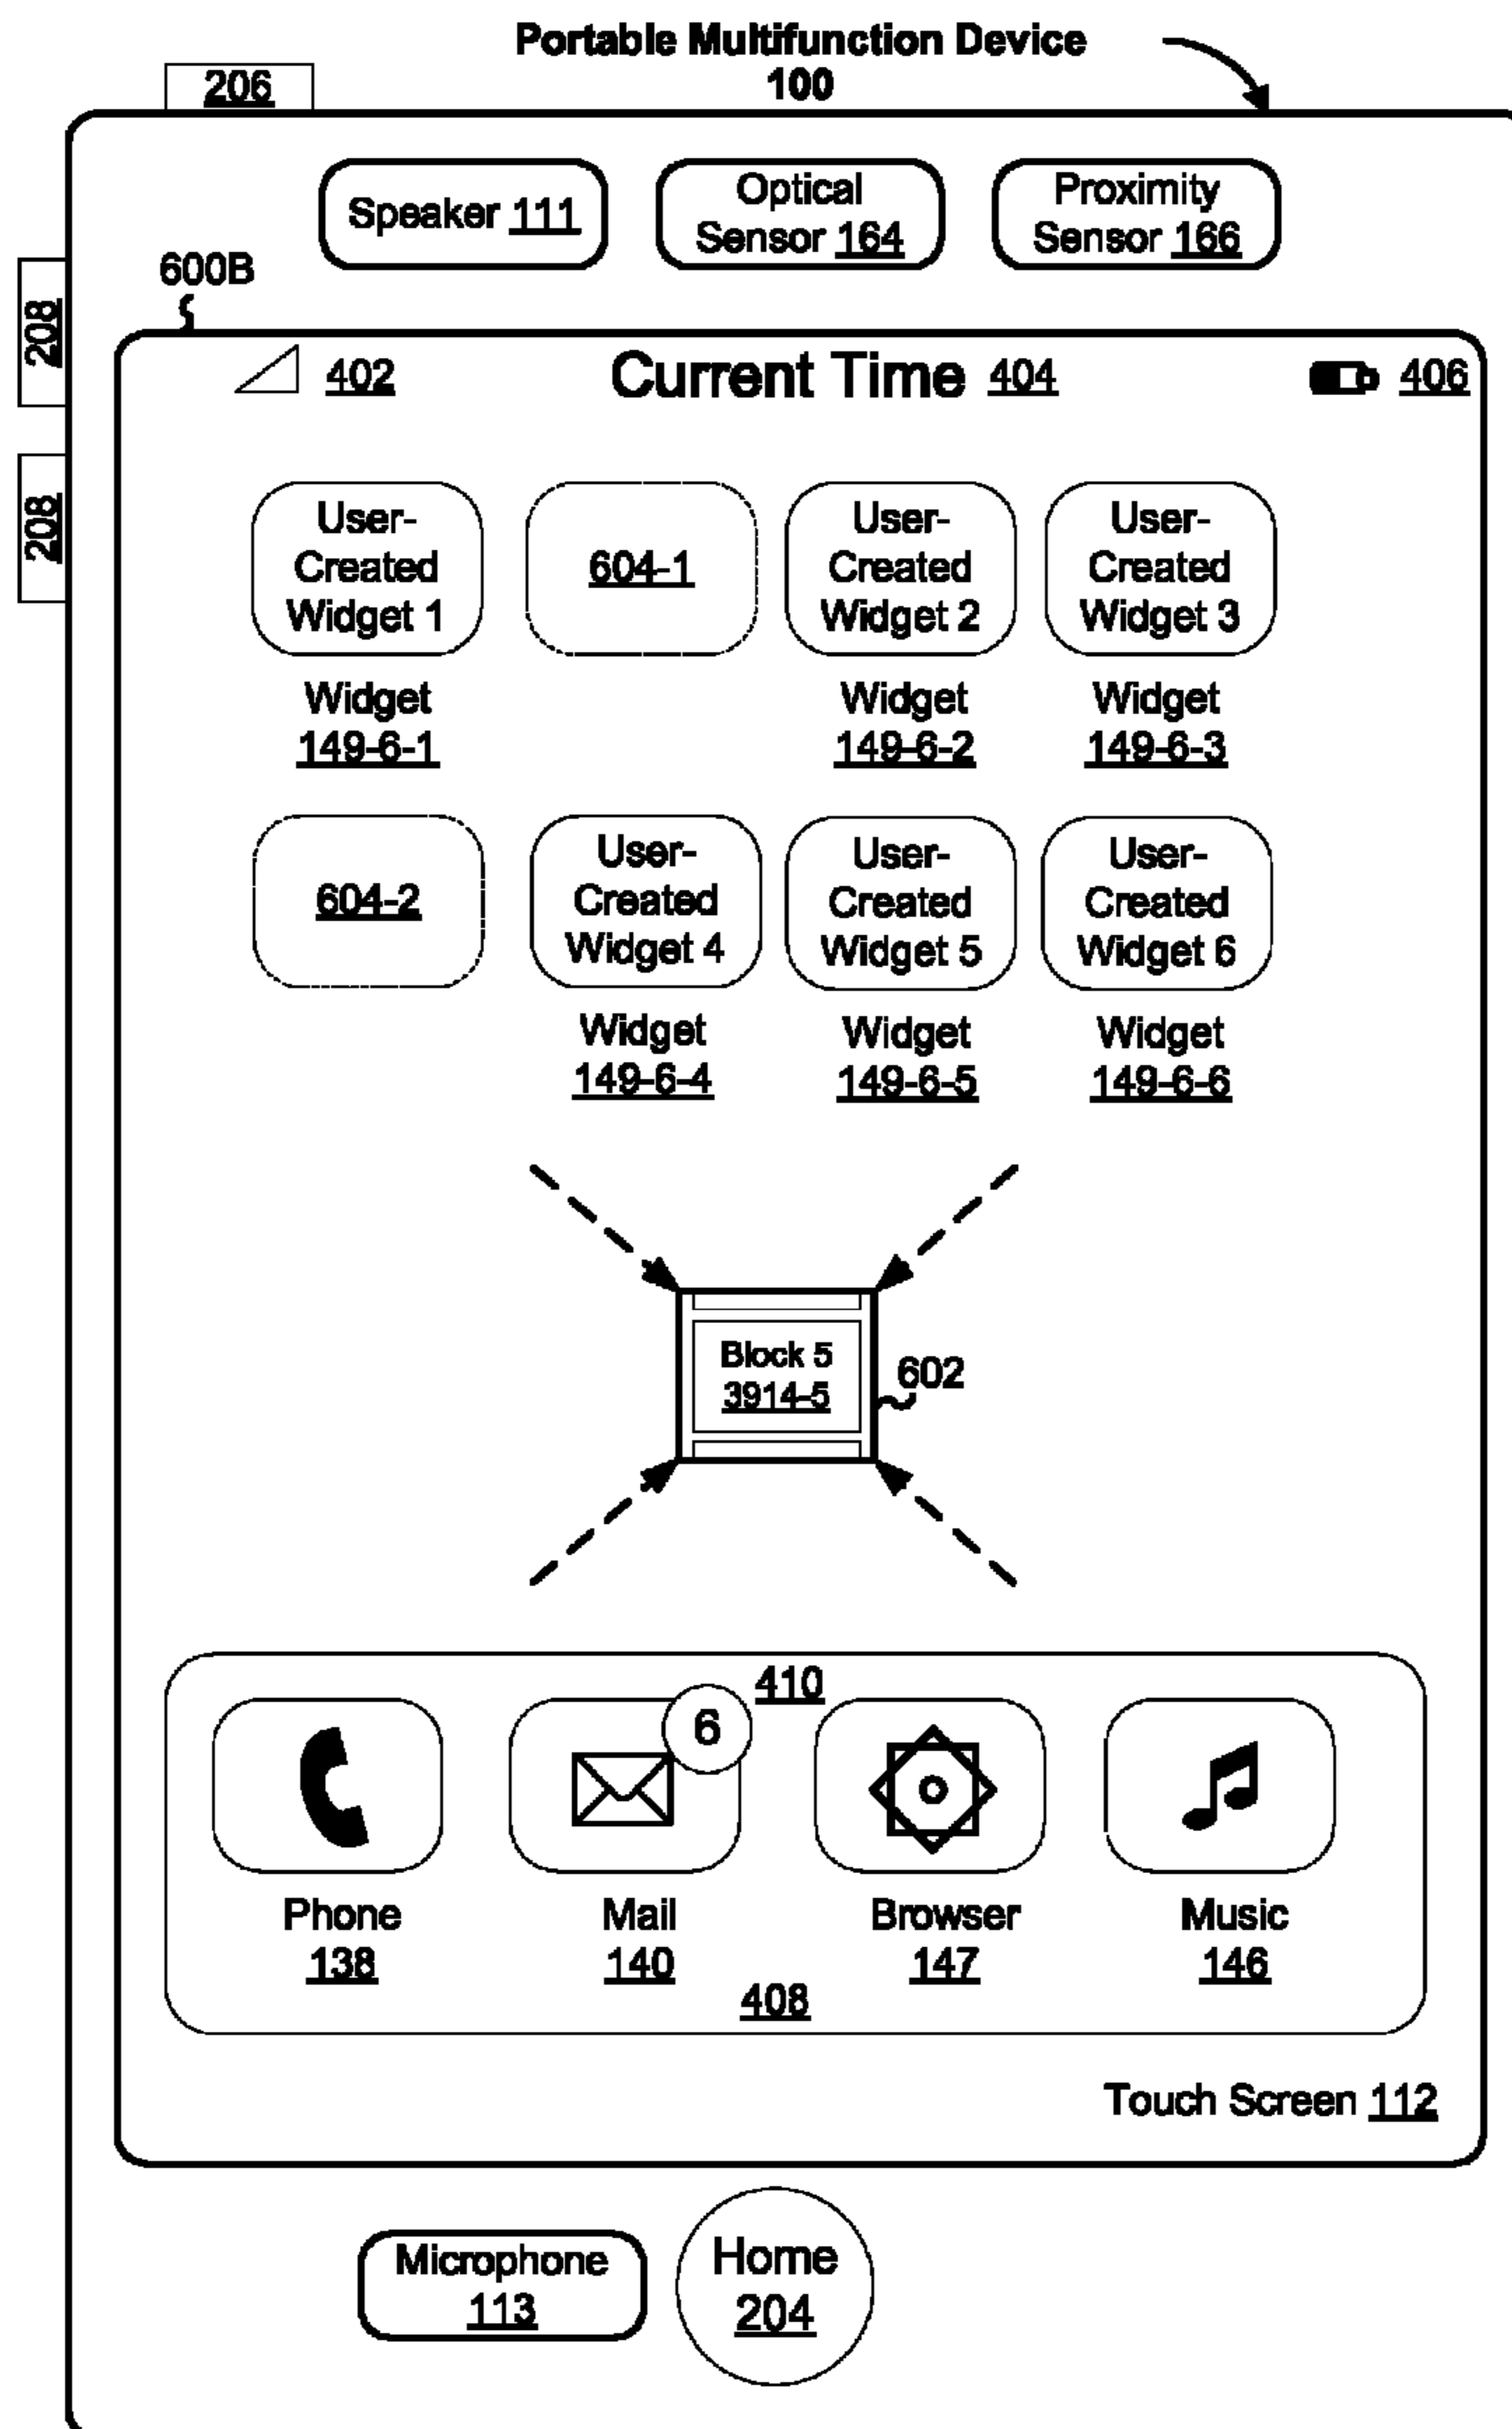 Portable Multifunction Device
100
206
Speaker 111
Optical
Sensor 164
Proximity
Sensor 166
600B
208
208
402
Current Time 404
406
User-
Created
Widget 1
604-1
User-
Created
Widget 2
User-
Created
Widget 3
Widget
149-6-1
Widget
149-6-2
Widget
149-6-3
604-2
User-
Created
Widget 4
User-
Created
Widget 5
User-
Created
Widget 6
Widget
149-6-4
Widget
149-6-5
Widget
149-6-6
Block 5
3914-5
602
410
6
Phone
138
Mail
140
Browser
147
Music
146
408
Touch Screen 112
Microphone
113
Home
204